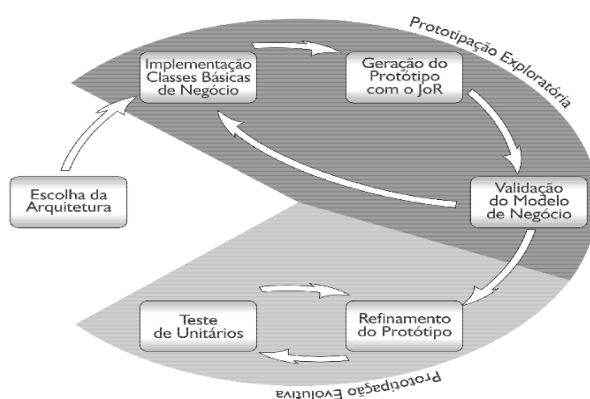 Prototipação Exploratória
Implementação
Classes Básicas
de Negócio
Geração do
Protótipo
com o JoR
Escolha da
Arquitetura
Validação
do Modelo
de Negócio
Teste
de Unitários
Refinamento
do Protótipo
Prototipação Evolutiva